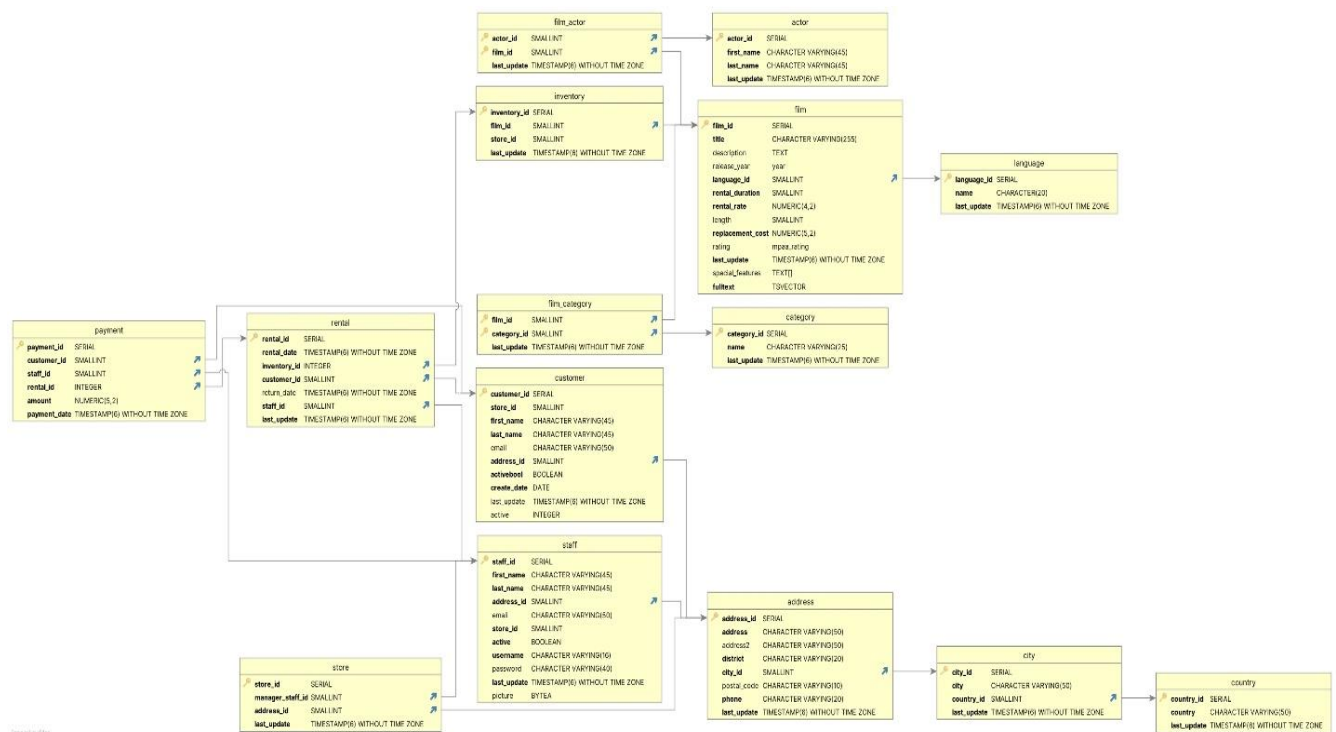 film_actor
actor_id SMALLINT
film_id SMALLINT
last_update TIMESTAMP(6) WITHOUT TIME ZONE
actor
actor_id SERIAL
first_name CHARACTER VARYING(45)
last_name CHARACTER VARYING(45)
last_update TIMESTAMP(6) WITHOUT TIME ZONE
inventory
inventory_id SERIAL
film_id SMALLINT
store_id SMALLINT
last_update TIMESTAMP(6) WITHOUT TIME ZONE
film
film_id SERIAL
title CHARACTER VARYING(255)
description TEXT
release_year year
language_id SMALLINT
rental_duration SMALLINT
rental_rate NUMERIC(4,2)
length SMALLINT
replacement_cost NUMERIC(5,2)
rating mpaa_rating
last_update TIMESTAMP(6) WITHOUT TIME ZONE
special_features TEXT[]
fulltext TSVECTOR
language
language_id SERIAL
name CHARACTER(20)
last_update TIMESTAMP(6) WITHOUT TIME ZONE
film_category
film_id SMALLINT
category_id SMALLINT
last_update TIMESTAMP(6) WITHOUT TIME ZONE
category
category_id SERIAL
name CHARACTER VARYING(25)
last_update TIMESTAMP(6) WITHOUT TIME ZONE
payment
payment_id SERIAL
customer_id SMALLINT
staff_id SMALLINT
rental_id INTEGER
amount NUMERIC(5,2)
payment_date TIMESTAMP(6) WITHOUT TIME ZONE
rental
rental_id SERIAL
rental_date TIMESTAMP(6) WITHOUT TIME ZONE
inventory_id INTEGER
customer_id SMALLINT
return_date TIMESTAMP(6) WITHOUT TIME ZONE
staff_id SMALLINT
last_update TIMESTAMP(6) WITHOUT TIME ZONE
customer
customer_id SERIAL
store_id SMALLINT
first_name CHARACTER VARYING(45)
last_name CHARACTER VARYING(45)
email CHARACTER VARYING(50)
address_id SMALLINT
activebool BOOLEAN
create_date DATE
last_update TIMESTAMP(6) WITHOUT TIME ZONE
active INTEGER
staff
staff_id SERIAL
first_name CHARACTER VARYING(45)
last_name CHARACTER VARYING(45)
address_id SMALLINT
email CHARACTER VARYING(50)
store_id SMALLINT
active BOOLEAN
username CHARACTER VARYING(16)
password CHARACTER VARYING(40)
last_update TIMESTAMP(6) WITHOUT TIME ZONE
picture BYTEA
store
store_id SERIAL
manager_staff_id SMALLINT
address_id SMALLINT
last_update TIMESTAMP(6) WITHOUT TIME ZONE
address
address_id SERIAL
address CHARACTER VARYING(50)
address2 CHARACTER VARYING(50)
district CHARACTER VARYING(20)
city_id SMALLINT
postal_code CHARACTER VARYING(10)
phone CHARACTER VARYING(20)
last_update TIMESTAMP(6) WITHOUT TIME ZONE
city
city_id SERIAL
city CHARACTER VARYING(50)
country_id SMALLINT
last_update TIMESTAMP(6) WITHOUT TIME ZONE
country
country_id SERIAL
country CHARACTER VARYING(50)
last_update TIMESTAMP(6) WITHOUT TIME ZONE